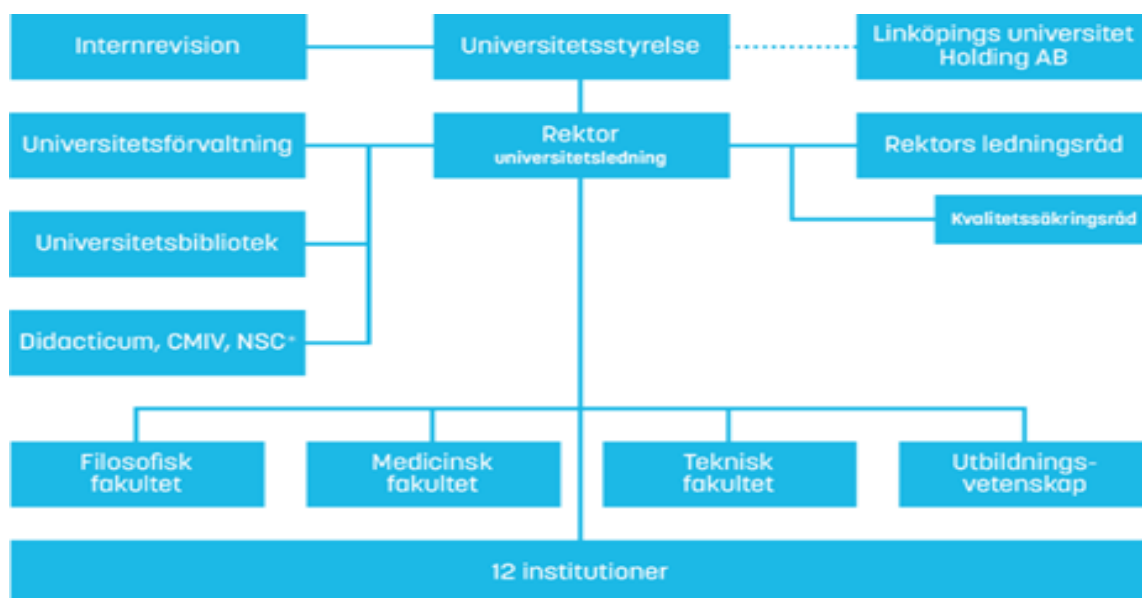 Internrevision
Universitetsstyrelse
Linköpings universitet
Holding AB
Universitetsförvaltning
Rektor
universitetsledning
Rektors ledningsråd
Kvalitetssäkringsråd
Universitetsbibliotek
Didacticum, CMIV, NSC*
Filosofisk
fakultet
Medicinsk
fakultet
Teknisk
fakultet
Utbildnings-
vetenskap
12 institutioner